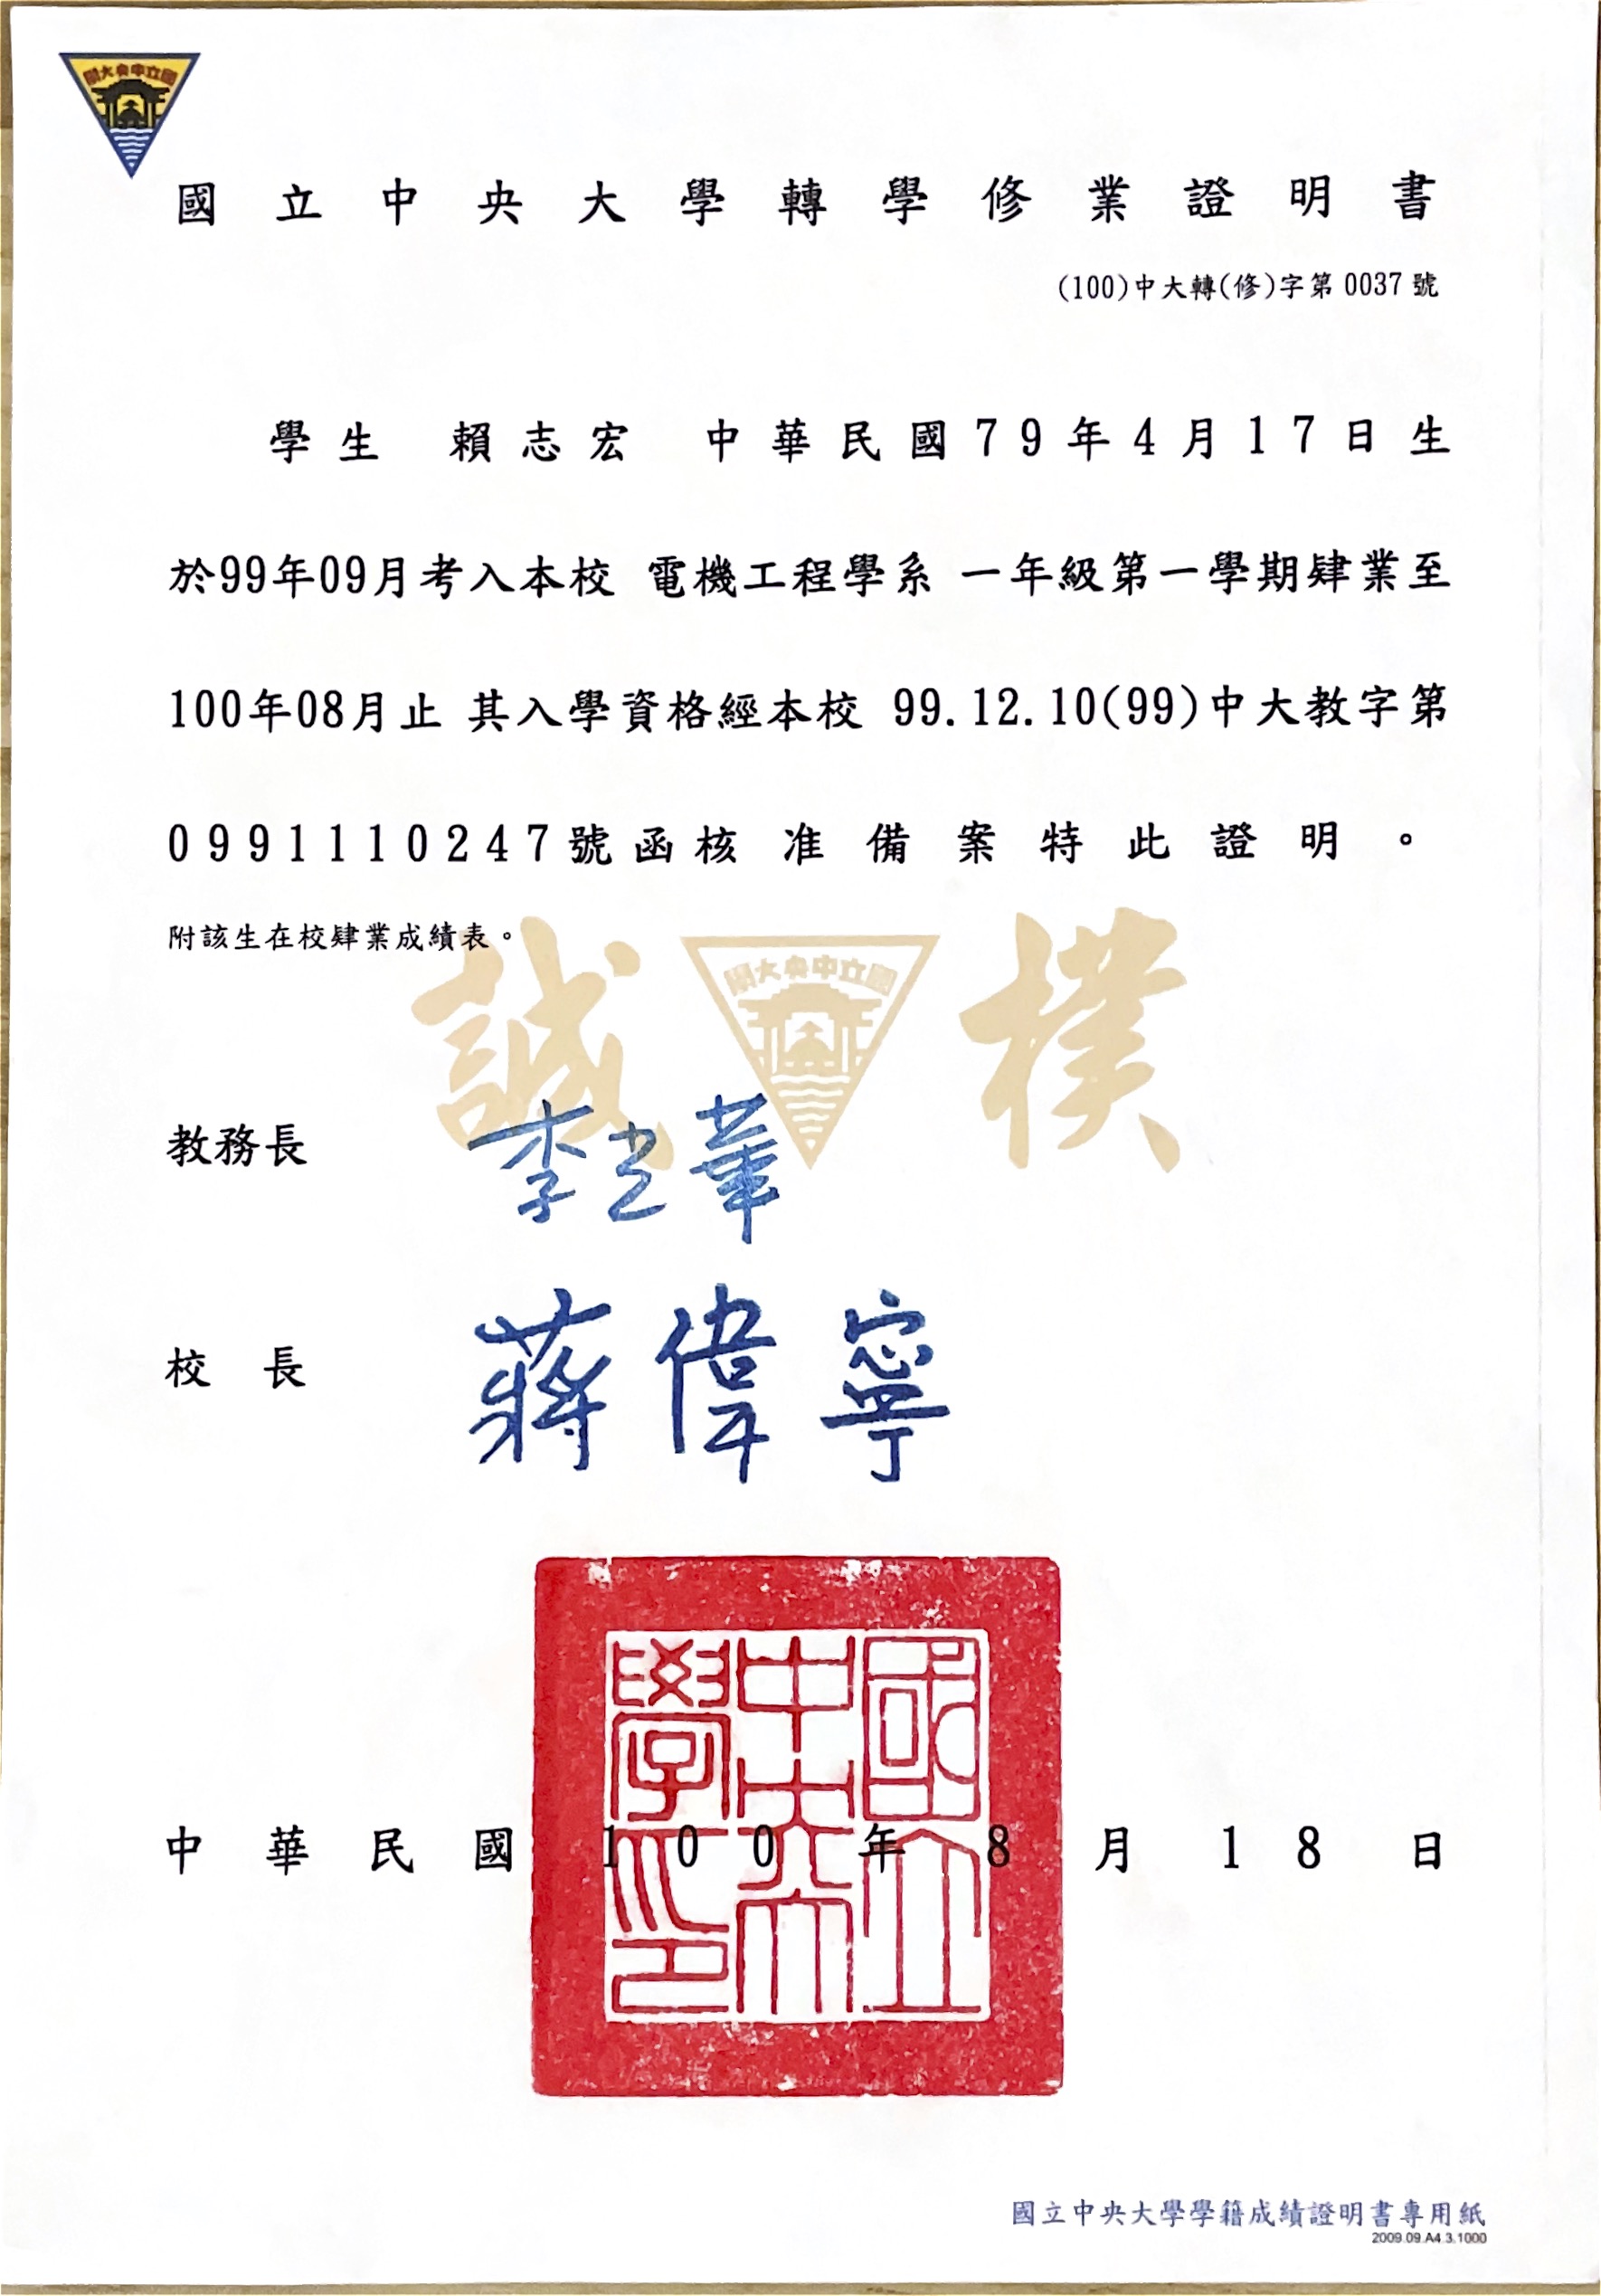 國立中央大學
國立中央大學轉學修業證明書
(100)中大轉(修)字第 0037 號
學生 賴志宏 中華民國79年4月17日生
於99年09月考入本校 電機工程學系 一年級第一學期肄業至
100年08月止 其入學資格經本校 99.12.10(99)中大教字第
0991110247號函核准備案特此證明。
附該生在校肄業成績表。
誠 國立中央大學 樸
教務長 李光華
校長 蔣偉寧
國立中央大學印
中華民國100年8月18日
國立中央大學學籍成績證明書專用紙
2009.09.A4.3.1000